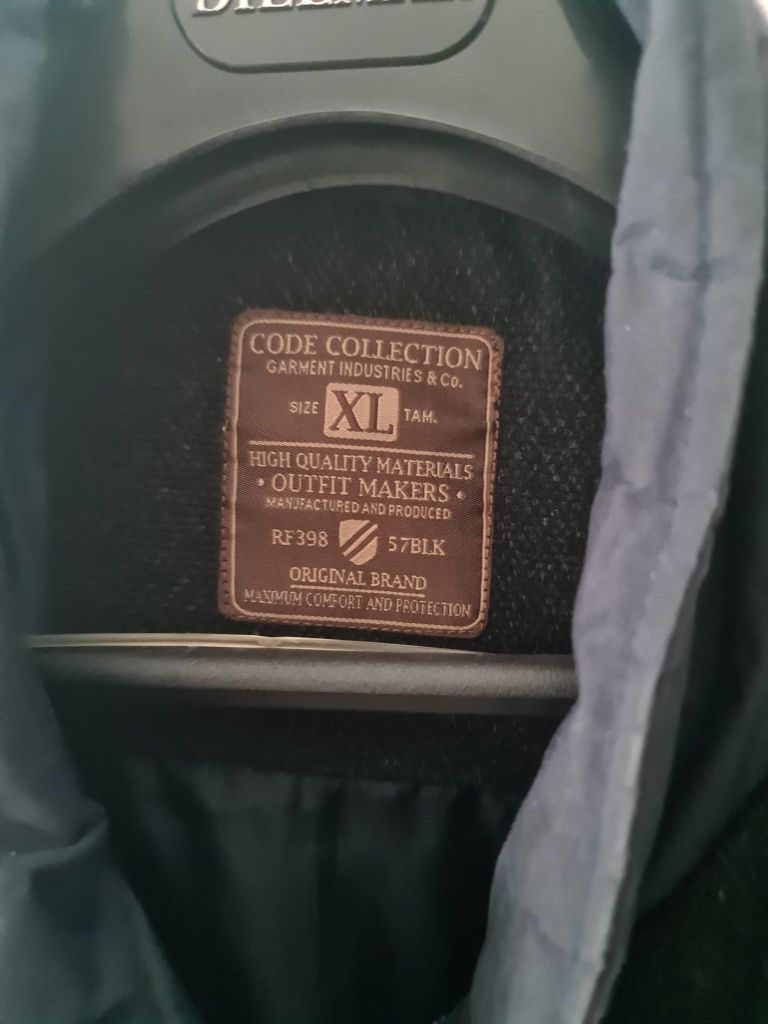 CODE COLLECTION
GARMENT INDUSTRIES & Co.
SIZE XL TAM.
HIGH QUALITY MATERIALS
• OUTFIT MAKERS •
MANUFACTURED AND PRODUCED
RF398 57BLK
ORIGINAL BRAND
MAXIMUM COMFORT AND PROTECTION